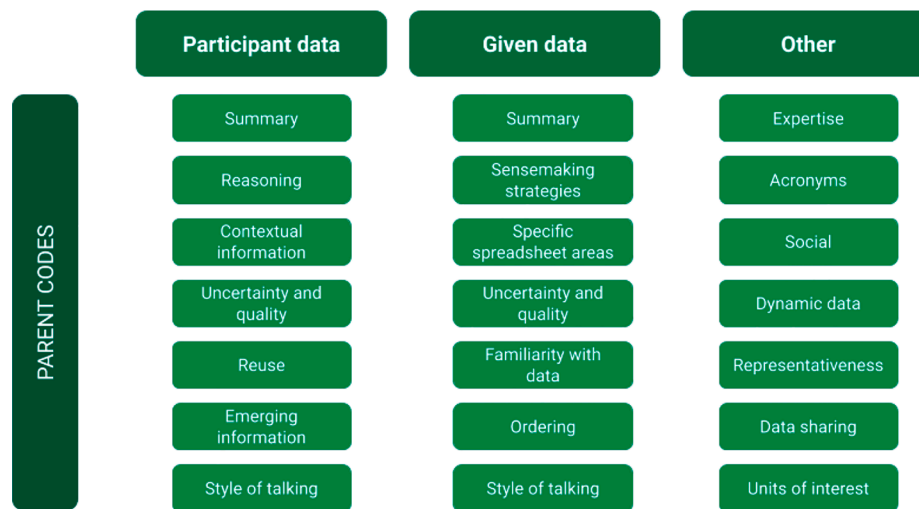 Participant data
Given data
Other
PARENT CODES
Summary
Summary
Expertise
Reasoning
Sensemaking
strategies
Acronyms
Contextual
information
Specific
spreadsheet areas
Social
Uncertainty and
quality
Uncertainty and
quality
Dynamic data
Reuse
Familiarity with
data
Representativeness
Emerging
information
Ordering
Data sharing
Style of talking
Style of talking
Units of interest